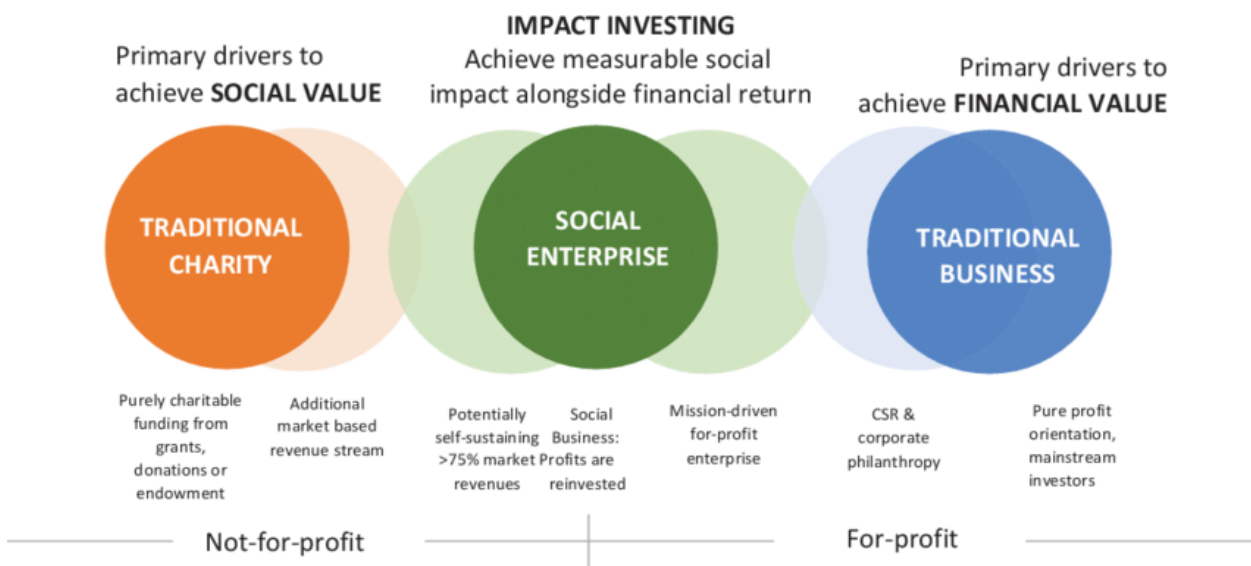 Primary drivers to
achieve SOCIAL VALUE
IMPACT INVESTING
Achieve measurable social
impact alongside financial return
Primary drivers to
achieve FINANCIAL VALUE
TRADITIONAL
CHARITY
SOCIAL
ENTERPRISE
TRADITIONAL
BUSINESS
Purely charitable
funding from
grants,
donations or
endowment
Additional
market based
revenue stream
Potentially
self-sustaining
>75% market
revenues
Social
Business:
Profits are
reinvested
Mission-driven
for-profit
enterprise
CSR &
corporate
philanthropy
Pure profit
orientation,
mainstream
investors
Not-for-profit
For-profit